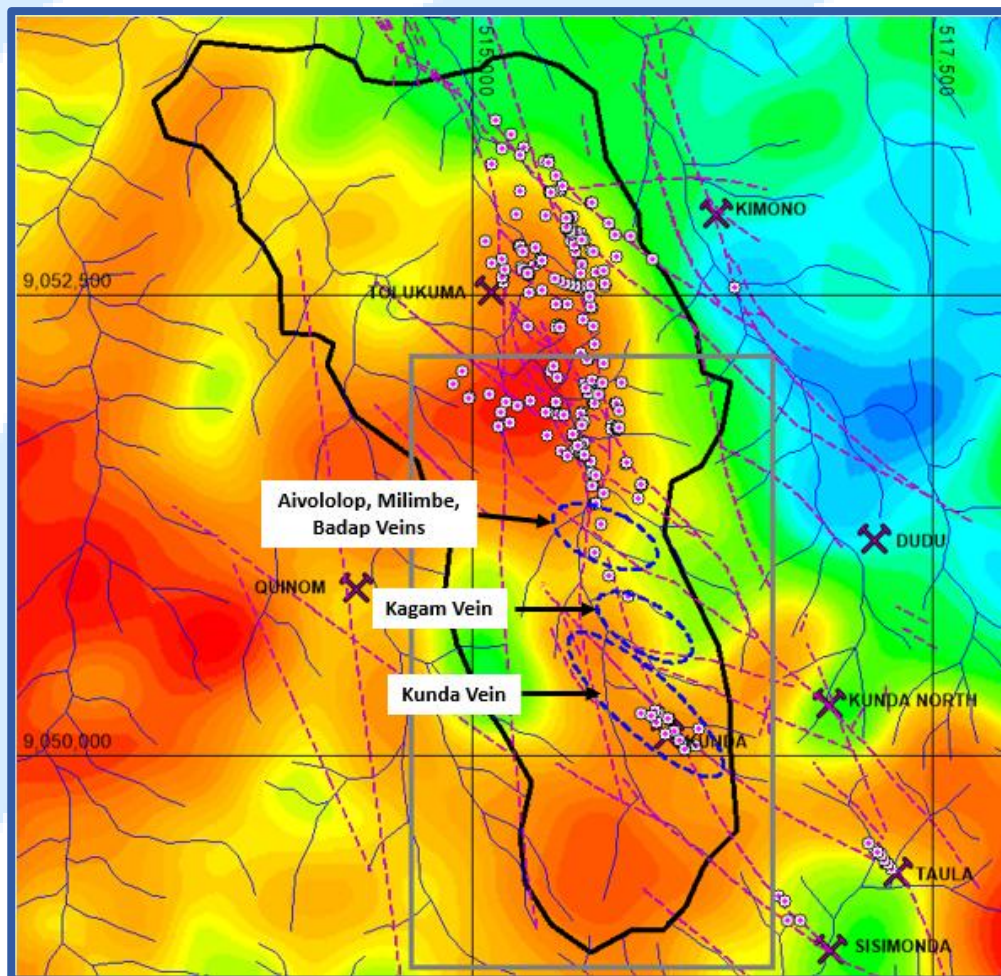 515,000
517,500
KIMONO
9,052,500
TOLUKUMA
Aivololop, Milimbe,
Badap Veins
DUDU
QUINOM
Kagam Vein
Kunda Vein
KUNDA NORTH
KUNDA
9,050,000
TAULA
SISIMONDA